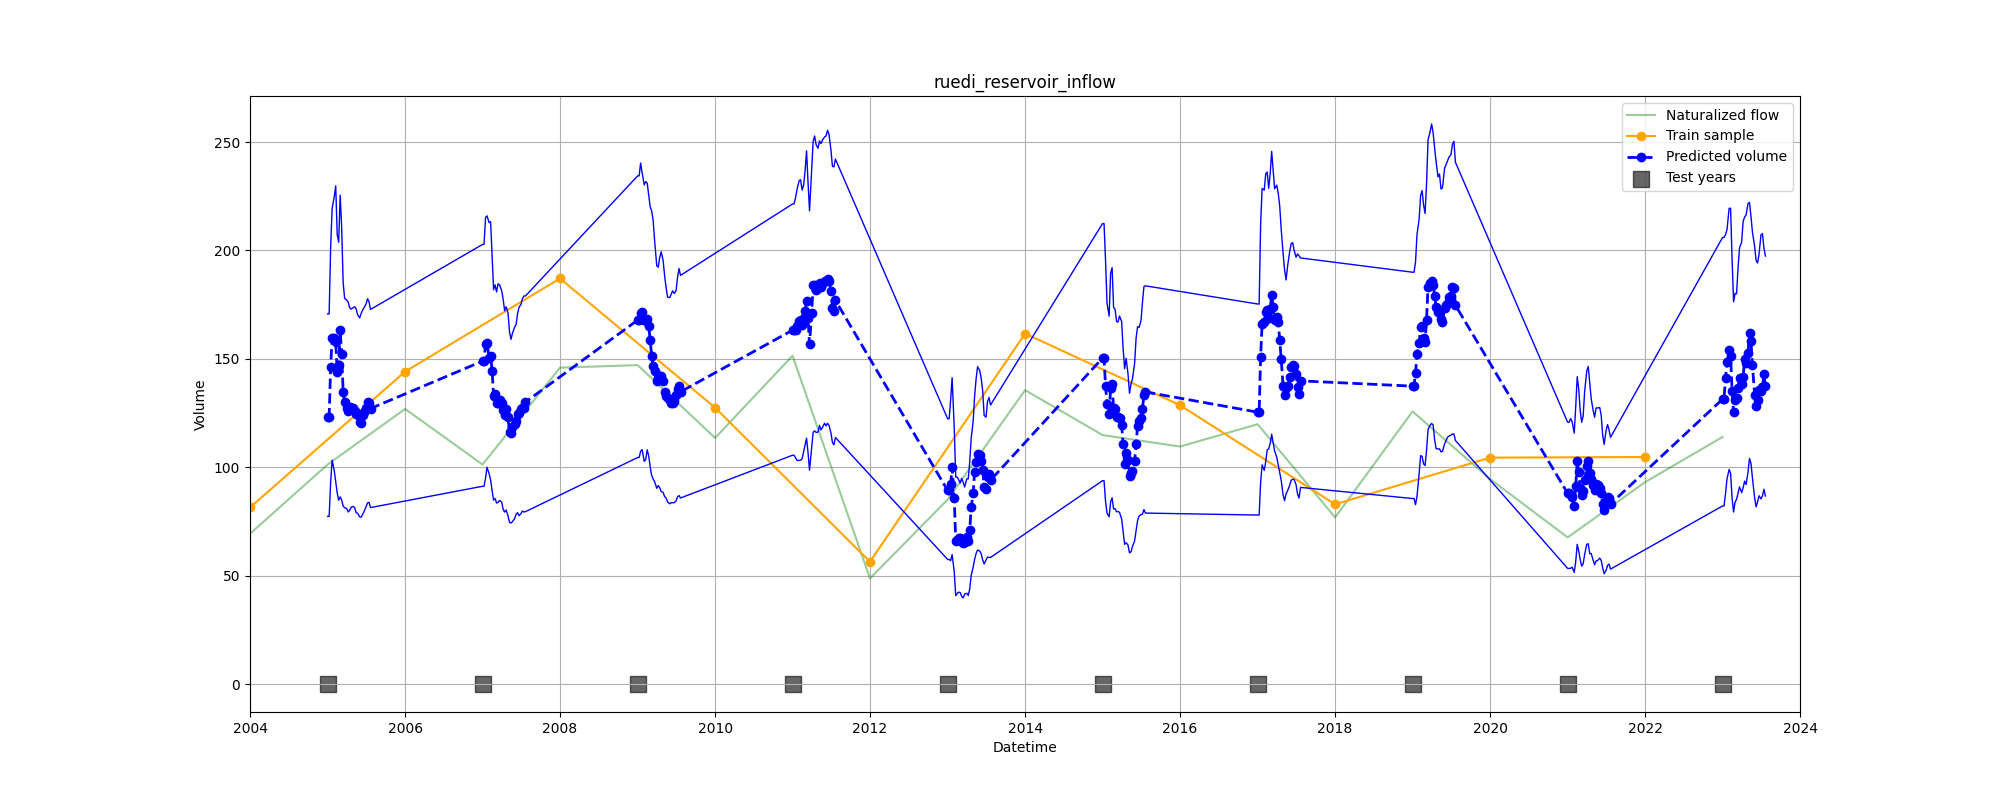 ruedi_reservoir_inflow
Naturalized flow
Train sample
Predicted volume
Test years
250
200
150
100
50
0
Volume
2004 2006 2008 2010 2012 2014 2016 2018 2020 2022 2024
Datetime